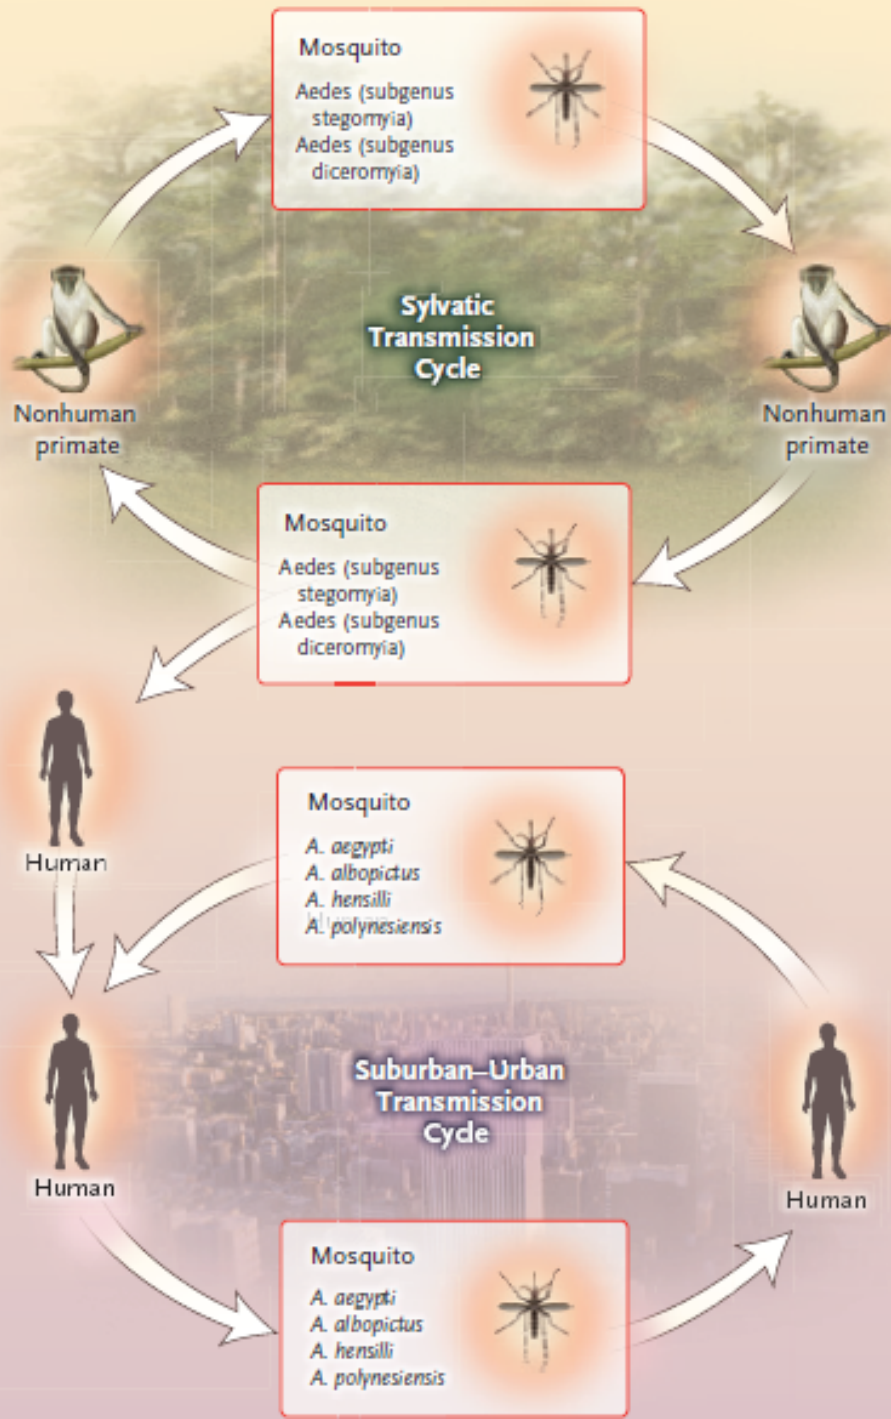 Mosquito
Aedes (subgenus
stegomyia)
Aedes (subgenus
diceromyia)
Sylvatic
Transmission
Cycle
Nonhuman
primate
Nonhuman
primate
Mosquito
Aedes (subgenus
stegomyia)
Aedes (subgenus
diceromyia)
Human
Mosquito
A. aegypti
A. albopictus
A. hensilli
A. polynesiensis
Suburban–Urban
Transmission
Cycle
Human
Human
Mosquito
A. aegypti
A. albopictus
A. hensilli
A. polynesiensis